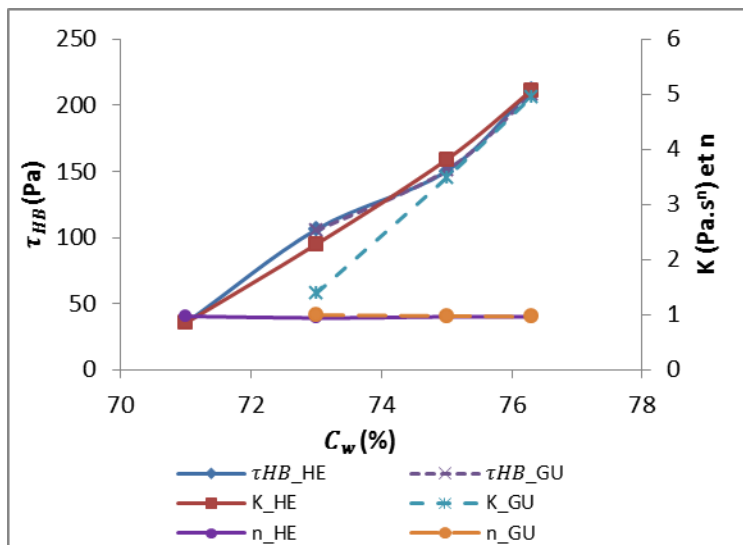 250
200
150
100
50
0
τHB (Pa)
6
5
4
3
2
1
0
K (Pa.sⁿ) et n
70 72 74 76 78
Cw (%)
τHB_HE τHB_GU
K_HE K_GU
n_HE n_GU